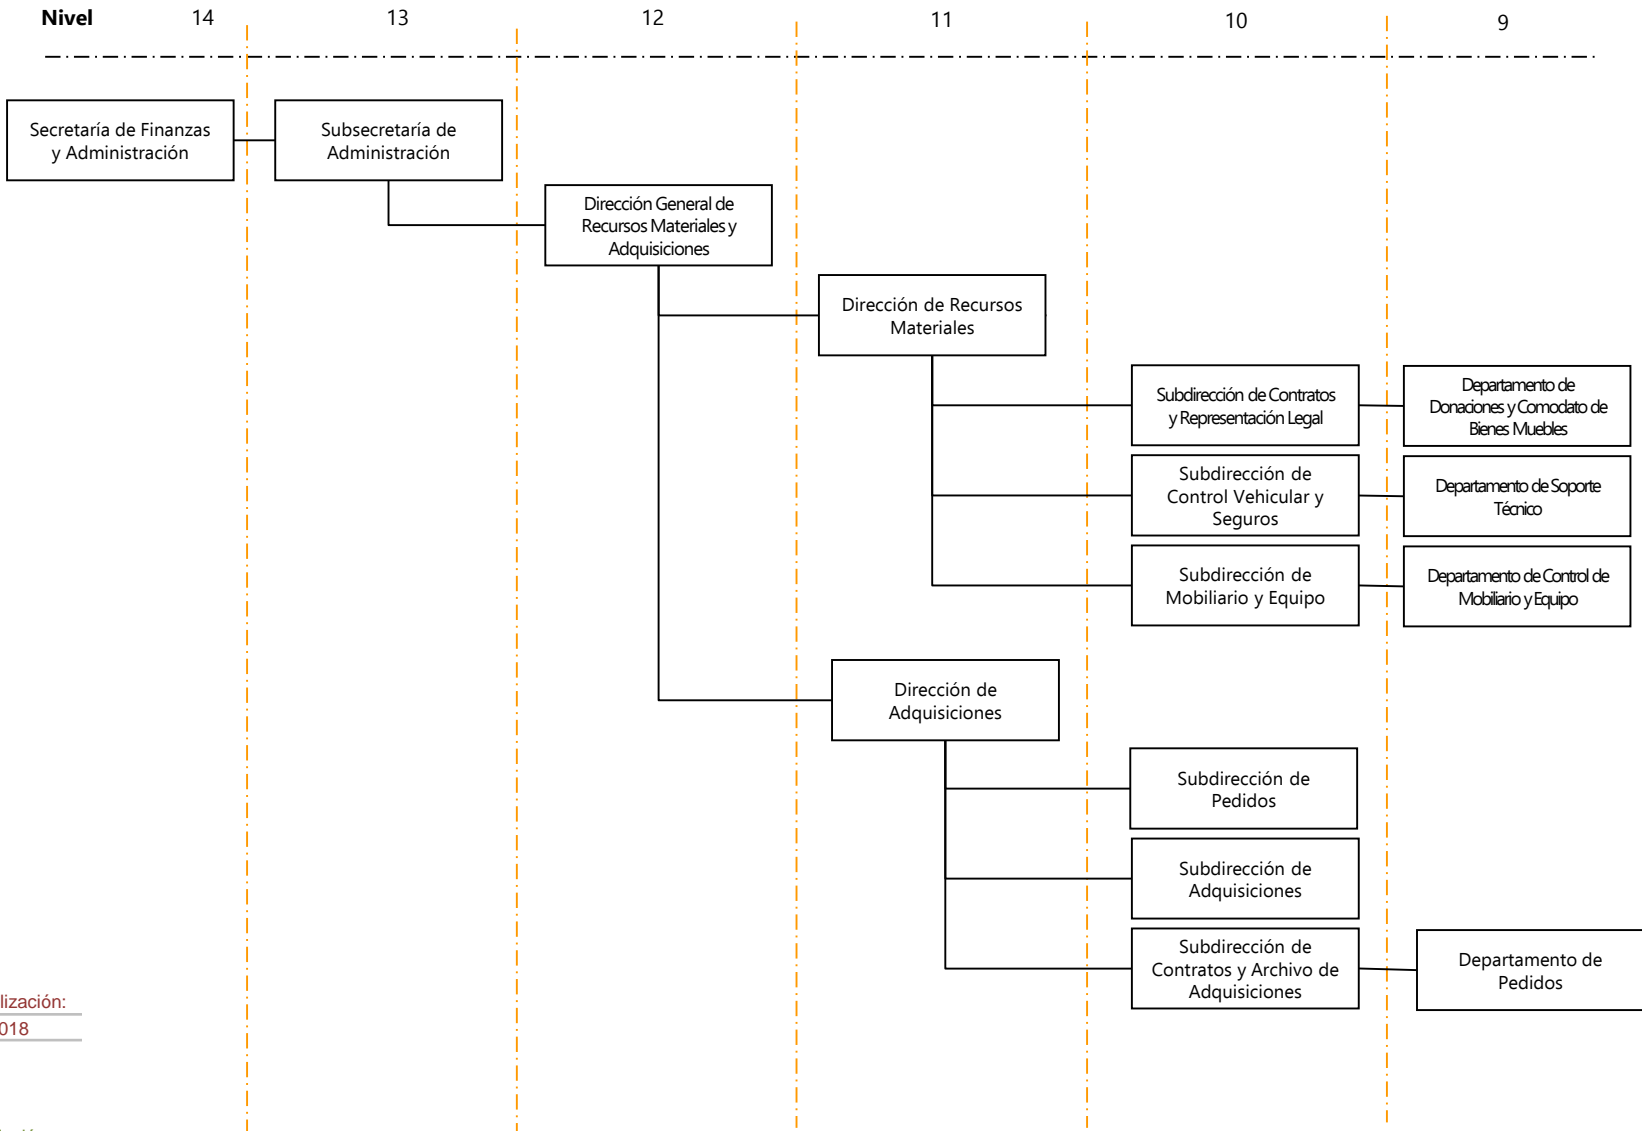 Nivel 14 13 12 11 10 9
Secretaría de Finanzas
y Administración
Subsecretaría de
Administración
Dirección General de
Recursos Materiales y
Adquisiciones
Dirección de Recursos
Materiales
Subdirección de Contratos
y Representación Legal
Departamento de
Donaciones y Comodato de
Bienes Muebles
Subdirección de
Control Vehicular y
Seguros
Departamento de Soporte
Técnico
Subdirección de
Mobiliario y Equipo
Departamento de Control de
Mobiliario y Equipo
Dirección de
Adquisiciones
Subdirección de
Pedidos
Subdirección de
Adquisiciones
Subdirección de
Contratos y Archivo de
Adquisiciones
Departamento de
Pedidos
lización:
018